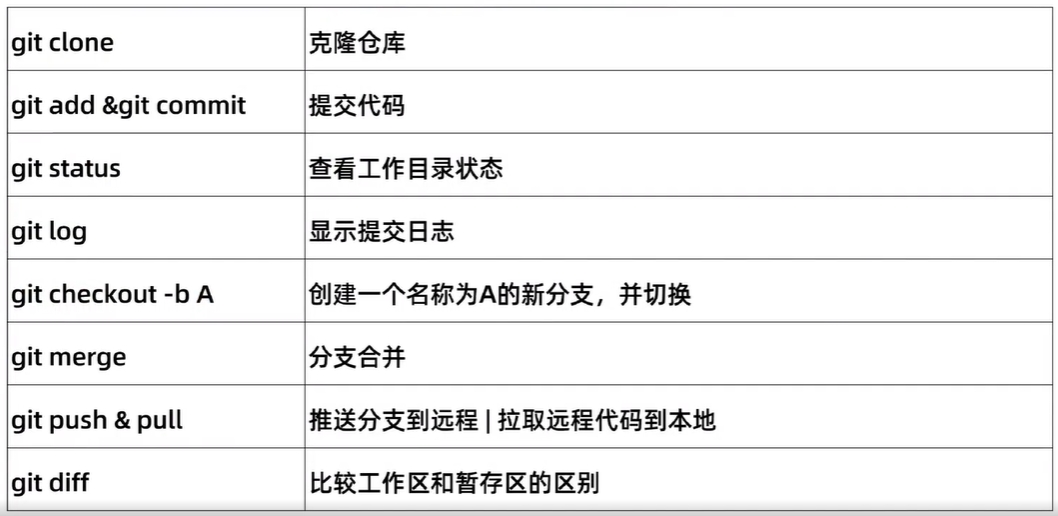 git clone 克隆仓库
git add &git commit 提交代码
git status 查看工作目录状态
git log 显示提交日志
git checkout -b A 创建一个名称为A的新分支，并切换
git merge 分支合并
git push & pull 推送分支到远程 | 拉取远程代码到本地
git diff 比较工作区和暂存区的区别